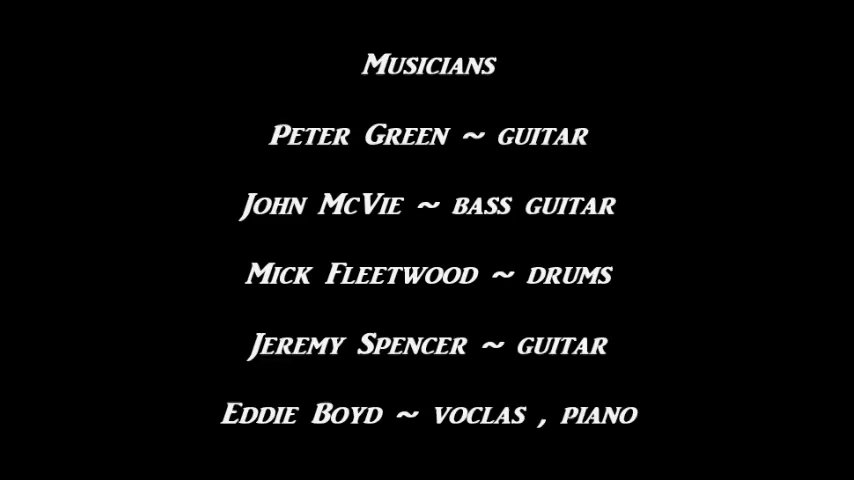 Musicians
Peter Green ~ guitar
John McVie ~ bass guitar
Mick Fleetwood ~ drums
Jeremy Spencer ~ guitar
Eddie Boyd ~ voclas , piano